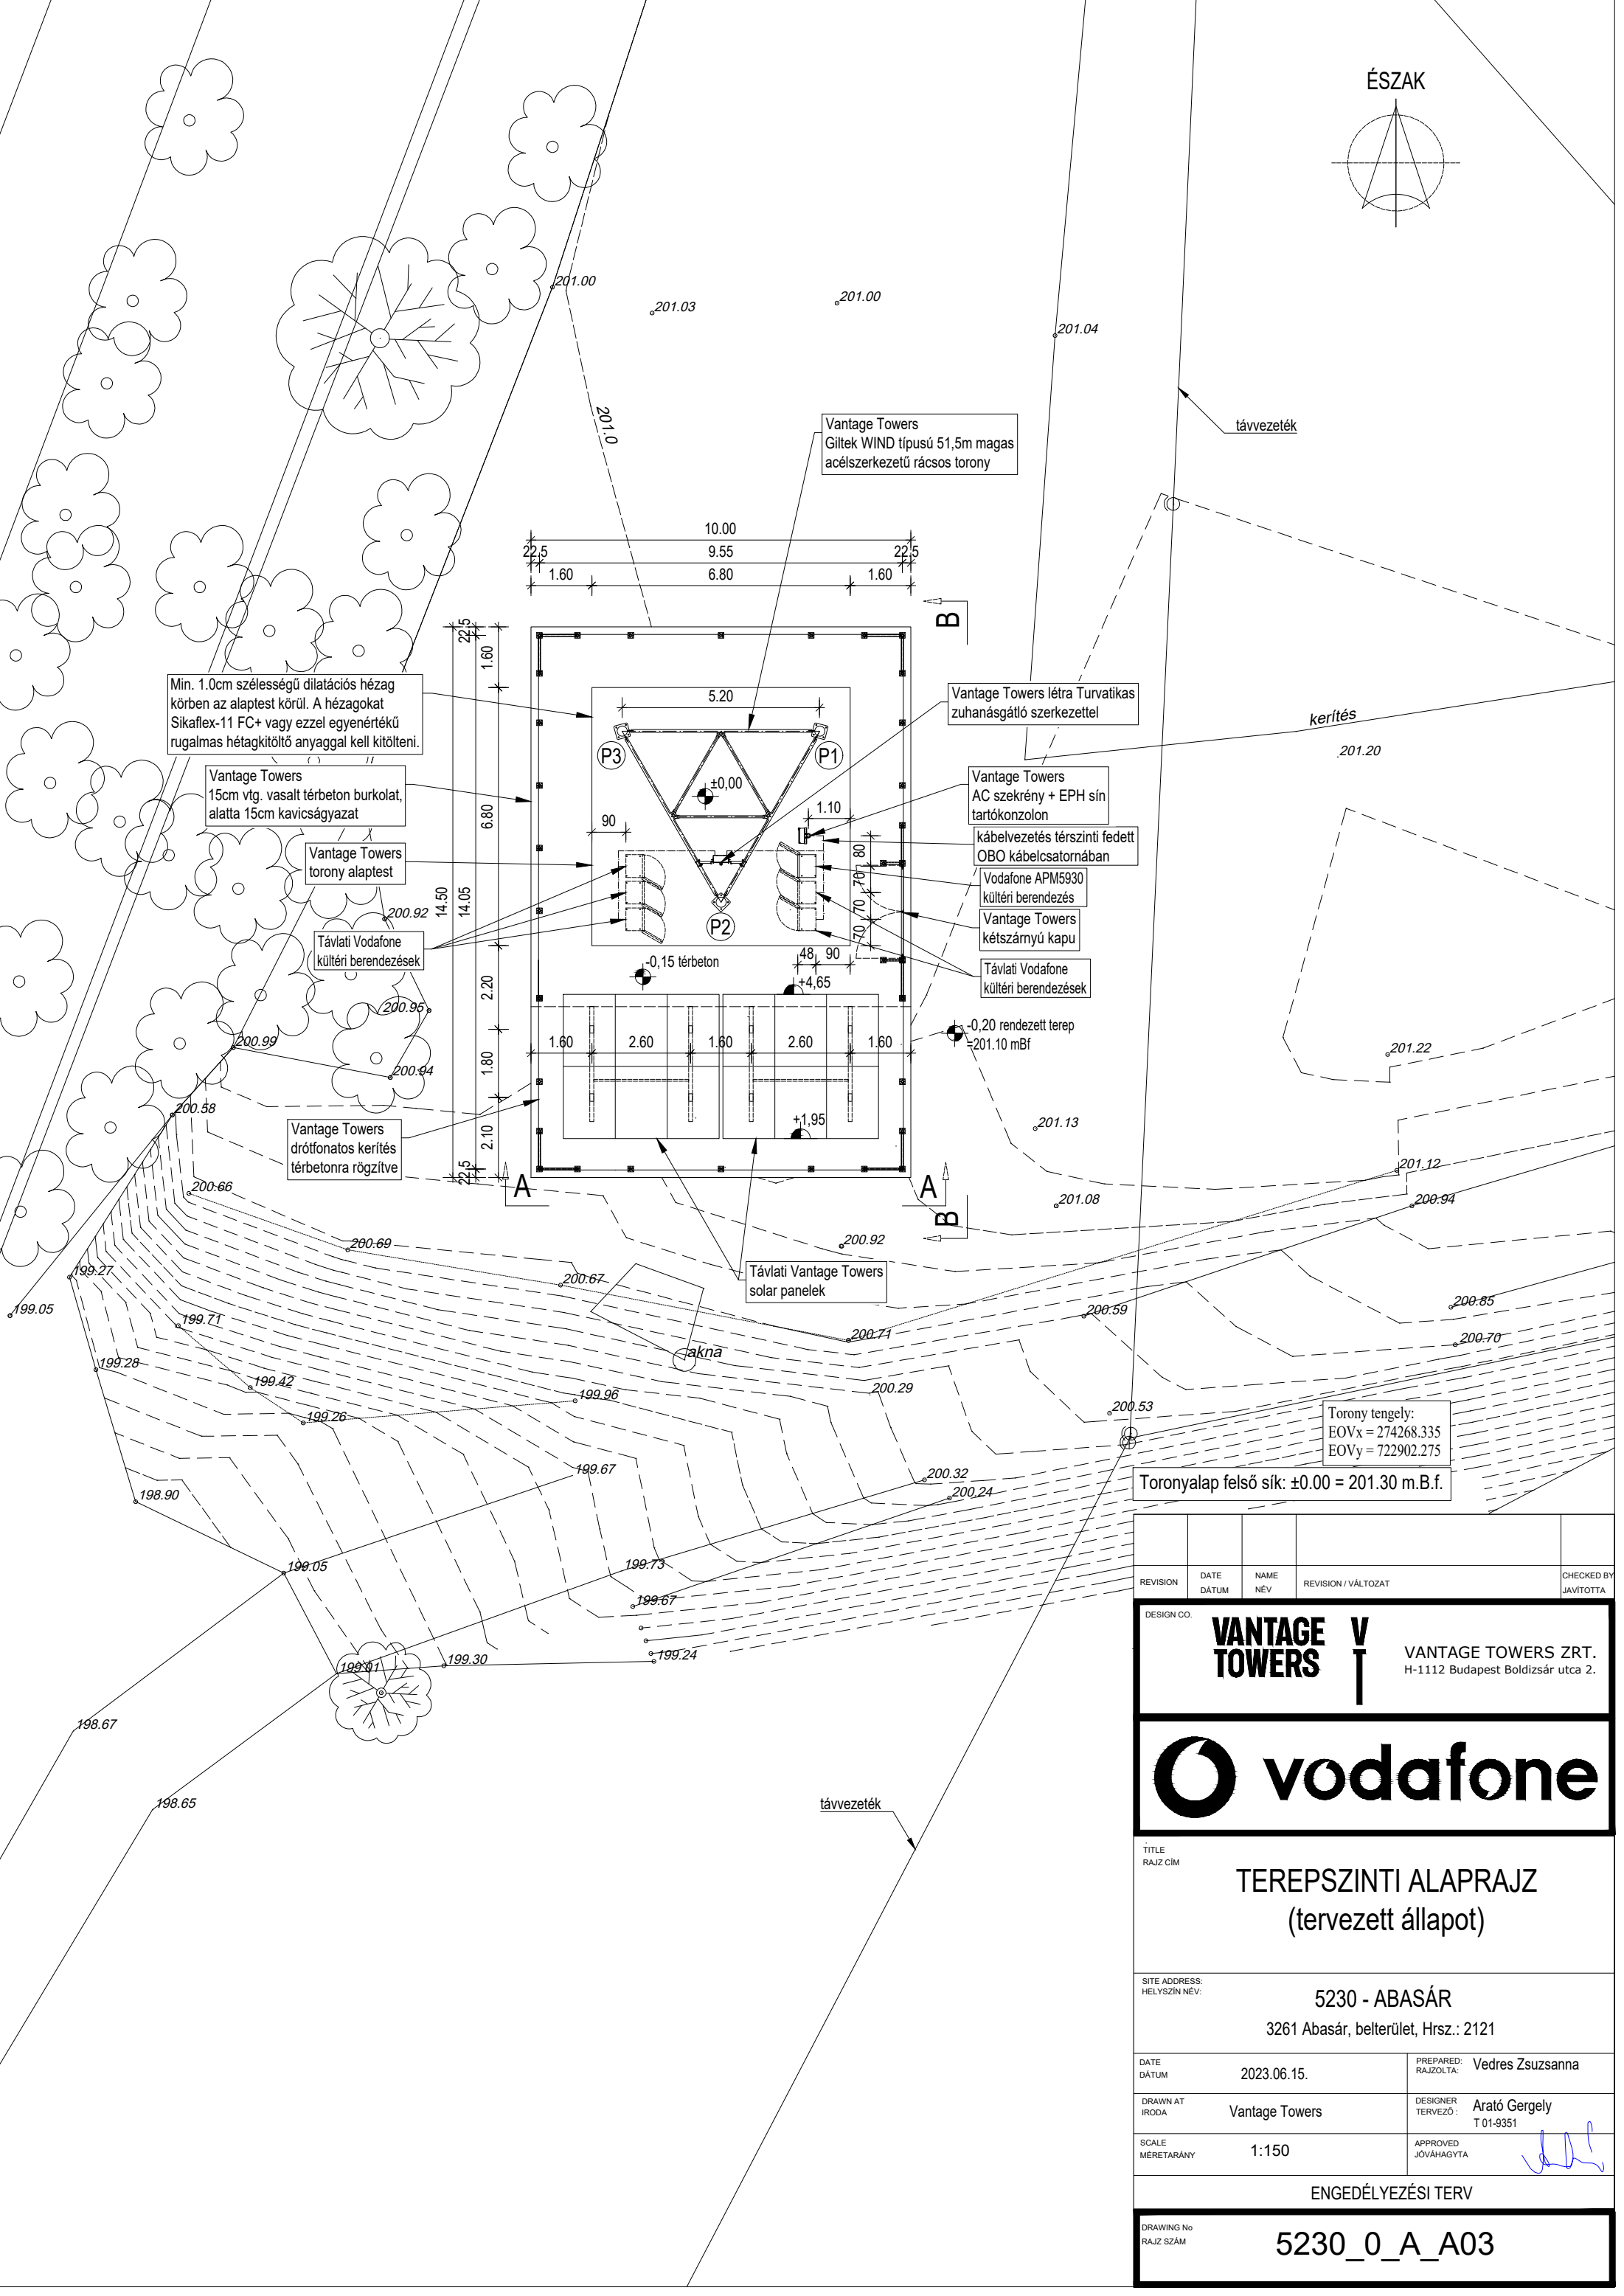 ÉSZAK
201.00
201.03
201.00
201.04
201.0
távvezeték
Vantage Towers
Giltek WIND típusú 51,5m magas
acélszerkezetű rácsos torony
10.00
22.5
9.55
22.5
1.60
6.80
1.60
B
22.5
1.60
6.80
14.50
14.05
2.20
1.80
2.10
22.5
Min. 1.0cm szélességű dilatációs hézag
körben az alaptest körül. A hézagokat
Sikaflex-11 FC+ vagy ezzel egyenértékű
rugalmas hétagkitöltő anyaggal kell kitölteni.
5.20
Vantage Towers létra Turvatikas
zuhanásgátló szerkezettel
kerítés
201.20
P3
P1
±0,00
Vantage Towers
15cm vtg. vasalt térbeton burkolat,
alatta 15cm kavicságyazat
Vantage Towers
AC szekrény + EPH sín
tartókonzolon
1.10
90
kábelvezetés térszinti fedett
OBO kábelcsatornában
80
70
70
70
Vantage Towers
torony alaptest
Vodafone APM5930
kültéri berendezés
200.92
P2
Vantage Towers
kétszárnyú kapu
Távlati Vodafone
kültéri berendezések
48
90
-0,15 térbeton
Távlati Vodafone
kültéri berendezések
+4,65
200.95
-0,20 rendezett terep
=201.10 mBf
200.99
1.60
2.60
1.60
2.60
1.60
201.22
200.94
200.58
+1,95
201.13
Vantage Towers
drótfonatos kerítés
térbetonra rögzítve
201.12
A
A
200.66
201.08
200.94
B
200.69
200.92
199.27
200.67
Távlati Vantage Towers
solar panelek
199.05
199.71
200.59
200.85
200.71
200.70
akna
199.28
199.42
200.29
199.96
199.26
200.53
Torony tengely:
EOVx = 274268.335
EOVy = 722902.275
199.67
200.32
Toronyalap felső sík: ±0.00 = 201.30 m.B.f.
198.90
200.24
199.05
199.73
199.67
199.24
199.01
199.30
198.67
198.65
távvezeték
REVISION
DATE
DÁTUM
NAME
NÉV
REVISION / VÁLTOZAT
CHECKED BY
JAVÍTOTTA
DESIGN CO.
VANTAGE
TOWERS
V
T
VANTAGE TOWERS ZRT.
H-1112 Budapest Boldizsár utca 2.
vodafone
TITLE
RAJZ CÍM
TEREPSZINTI ALAPRAJZ
(tervezett állapot)
SITE ADDRESS:
HELYSZÍN NÉV:
5230 - ABASÁR
3261 Abasár, belterület, Hrsz.: 2121
DATE
DÁTUM
2023.06.15.
PREPARED:
RAJZOLTA:
Vedres Zsuzsanna
DRAWN AT
IRODA
Vantage Towers
DESIGNER
TERVEZŐ :
Arató Gergely
T 01-9351
SCALE
MÉRETARÁNY
1:150
APPROVED
JÓVÁHAGYTA
ENGEDÉLYEZÉSI TERV
DRAWING No
RAJZ SZÁM
5230_0_A_A03